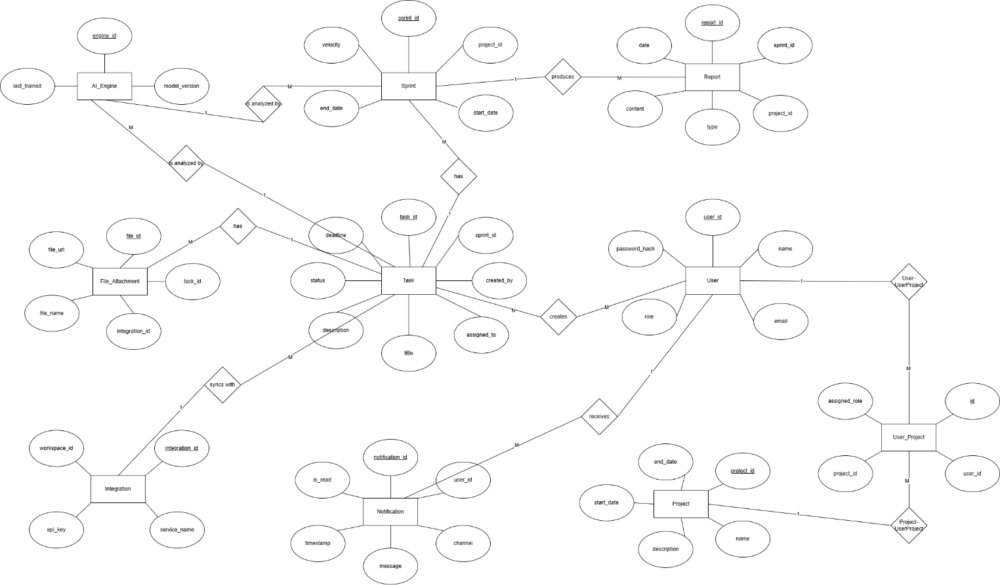 sprint_id
report_id
engine_id
velocity
project_id
date
sprint_id
last_trained
AI_Engine
model_version
M
Sprint
1
produces
M
Report
is analyzed by
end_date
start_date
1
content
type
project_id
M
M
is analyzed by
has
1
1
task_id
user_id
has
deadline
sprint_id
file_id
file_url
M
1
password_hash
name
File_Attachment
task_id
status
Task
created_by
User
1
User-
UserProject
file_name
integration_id
description
title
assigned_to
N
creates
M
role
email
M
syncs with
1
M
1
receives
assigned_role
id
User_Project
workspace_id
integration_id
notification_id
M
end_date
project_id
project_id
user_id
is_read
user_id
M
Integration
Notification
start_date
Project
1
Project-
UserProject
api_key
service_name
timestamp
message
channel
description
name